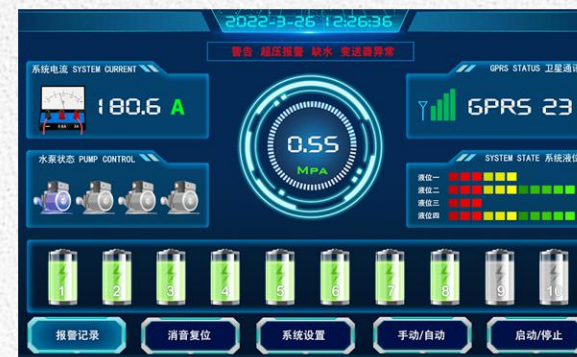 2022-3-26 12:26:36
警告 超压报警 缺水 变送器异常
系统电流 SYSTEM CURRENT
180.6 A
GPRS STATUS 卫星通讯
GPRS 23
0.55
MPA
水泵状态 PUMP CONTROL
SYSTEM STATE 系统液位
液位一
液位二
液位三
液位四
1 2 3 4 5 6 7 8 9 10
报警记录 消音复位 系统设置 手动/自动 启动/停止